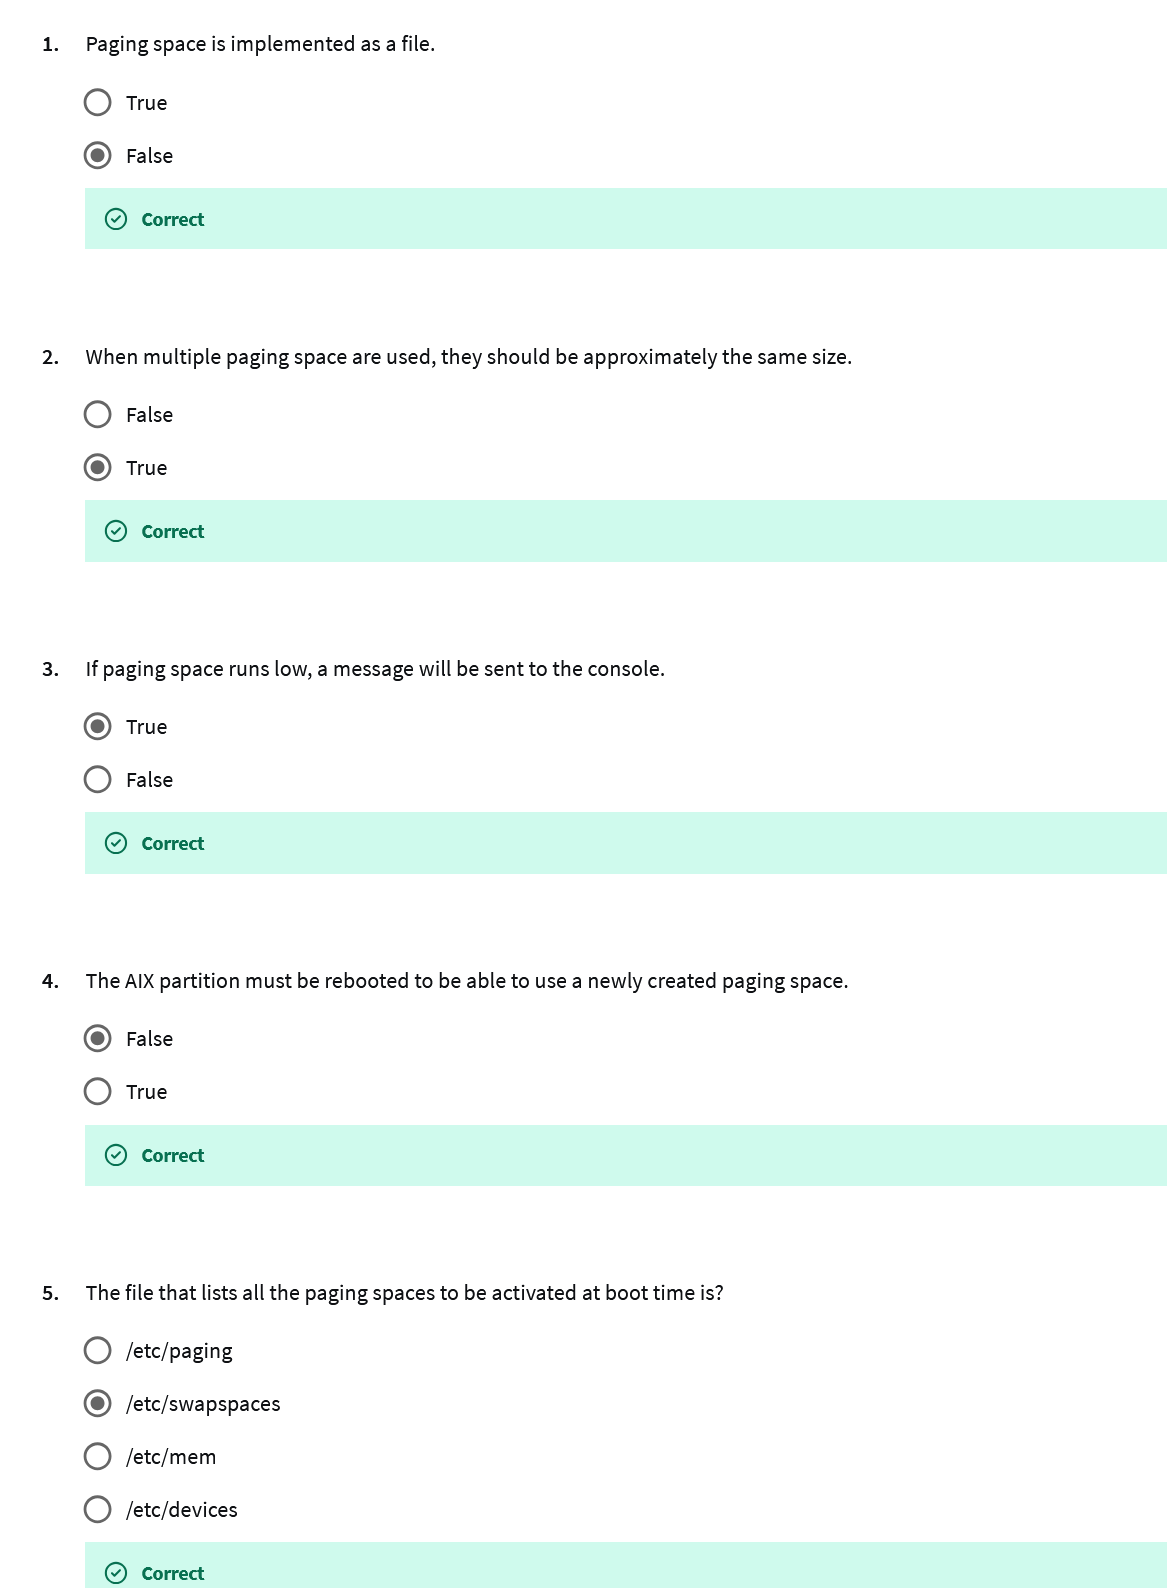 1. Paging space is implemented as a file.
True
False
Correct
2. When multiple paging space are used, they should be approximately the same size.
False
True
Correct
3. If paging space runs low, a message will be sent to the console.
True
False
Correct
4. The AIX partition must be rebooted to be able to use a newly created paging space.
False
True
Correct
5. The file that lists all the paging spaces to be activated at boot time is?
/etc/paging
/etc/swapspaces
/etc/mem
/etc/devices
Correct